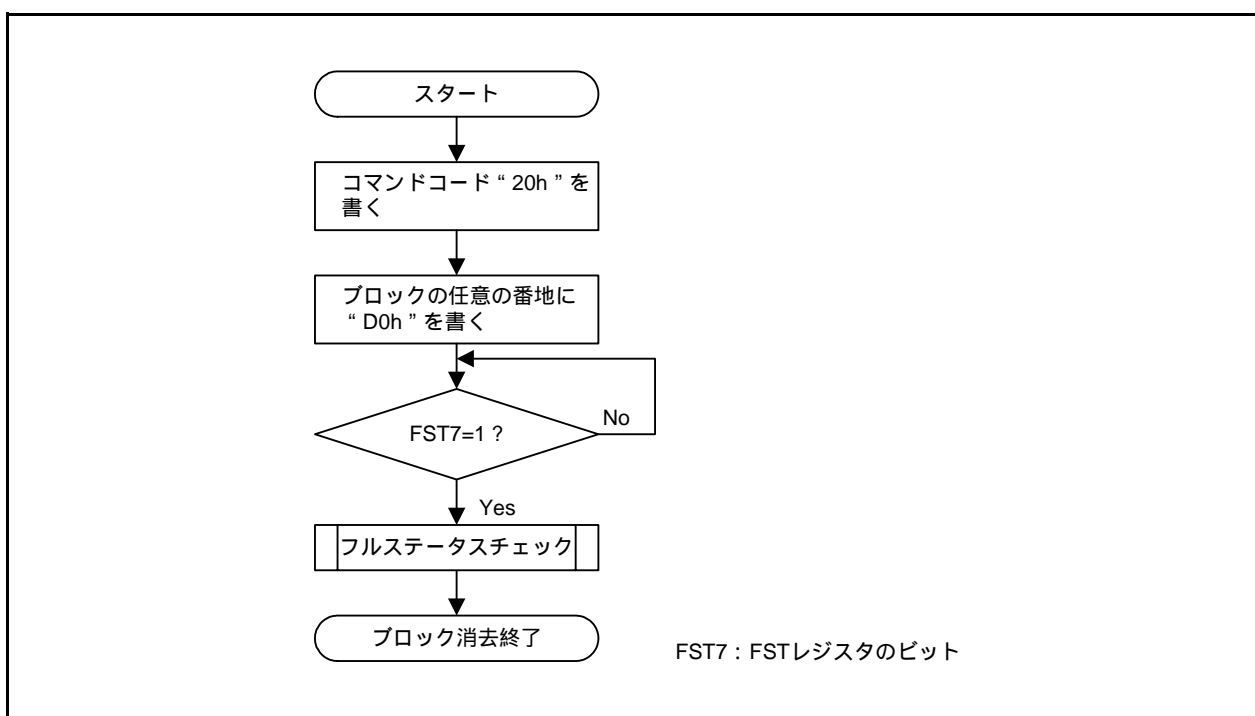 スタート
コマンドコード“20h”を
書く
ブロックの任意の番地に
“D0h”を書く
FST7=1 ?
No
Yes
フルステータスチェック
ブロック消去終了
FST7:FSTレジスタのビット